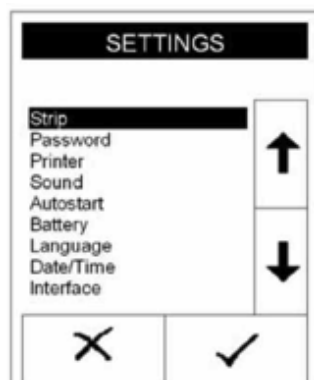 SETTINGS
Strip
Password
Printer
Sound
Autostart
Battery
Language
Date/Time
Interface